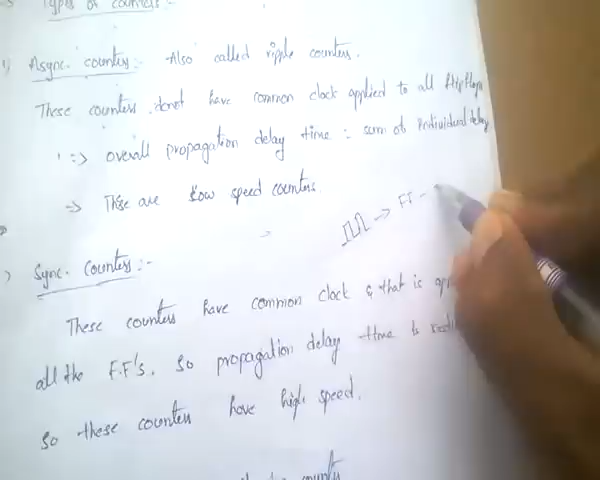 Types of counters :
1) Async. counters :- Also called ripple counters.
These counters donot have common clock applied to all flipflops
=> overall propagation delay time = sum of individual delay
=> These are slow speed counters
→ FF -
) Sync. Counters :-
These counters have common clock & that is
all the F.F's. So propagation delay time is
So these counters have high speed.